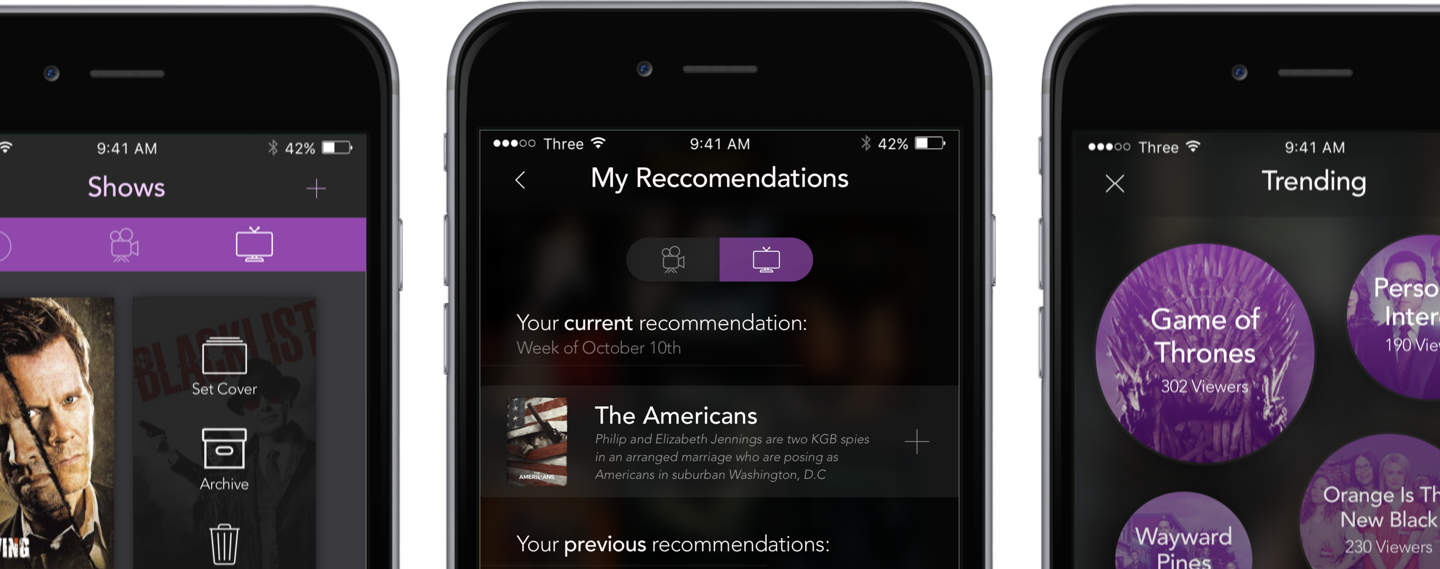 9:41 AM
42%
Shows
BLACKLIST
Set Cover
Archive
Three
9:41 AM
42%
My Reccomendations
Your current recommendation:
Week of October 10th
The Americans
Philip and Elizabeth Jennings are two KGB spies
in an arranged marriage who are posing as
Americans in suburban Washington, D.C
AMERICANS
Your previous recommendations:
Three
9:41 AM
Trending
Game of
Thrones
302 Viewers
Perso
Inter
190 View
Orange Is Th
New Black
230 Viewers
Wayward
Pines